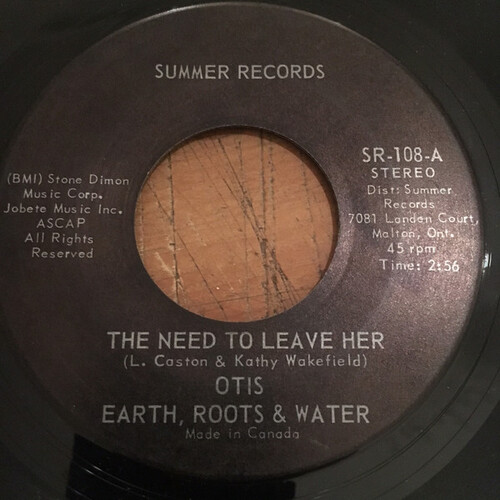 SUMMER RECORDS
(BMI) Stone Dimon
Music Corp.
Jobete Music Inc.
ASCAP
All Rights
Reserved
SR-108-A
STEREO
Dist: Summer
Records
7081 Landen Court,
Malton, Ont.
45 rpm
Time: 2:56
THE NEED TO LEAVE HER
(L. Caston & Kathy Wakefield)
OTIS
EARTH, ROOTS & WATER
Made in Canada